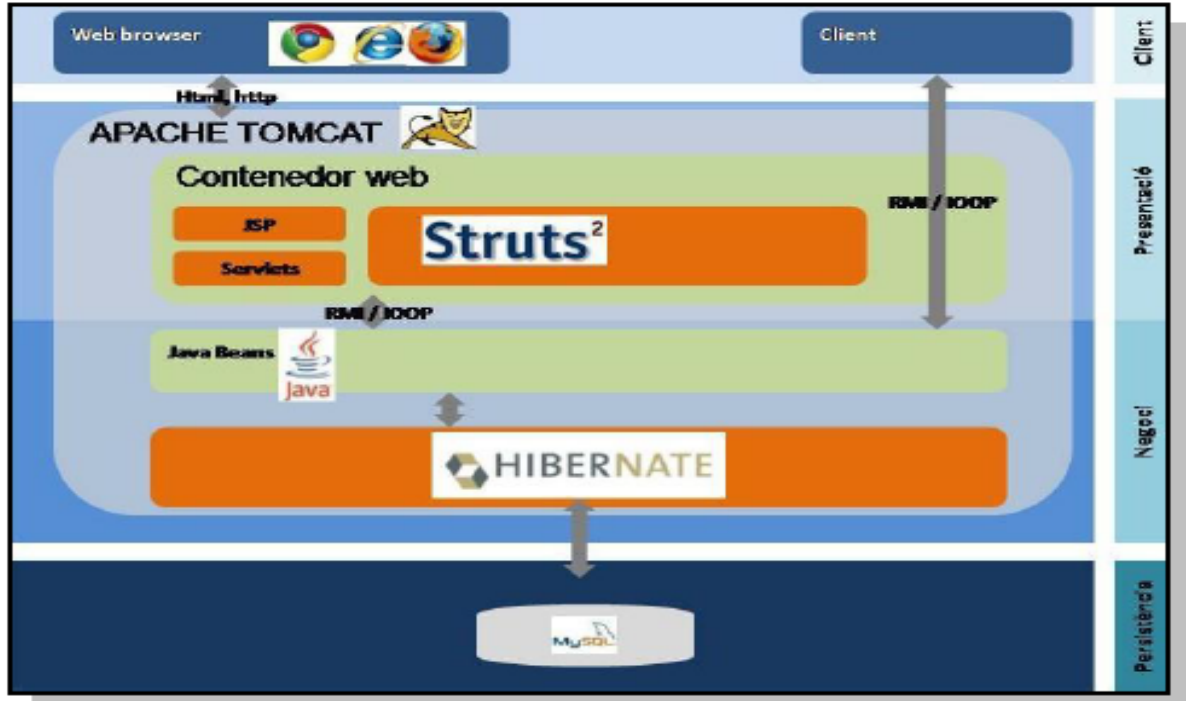 Web browser
Client
Client
Html, http
APACHE TOMCAT
Contenedor web
JSP
Servlets
Struts²
RMI / IOOP
Presentació
RMI / IOOP
Java Beans
Java
Negoci
HIBERNATE
MySQL
Persistència